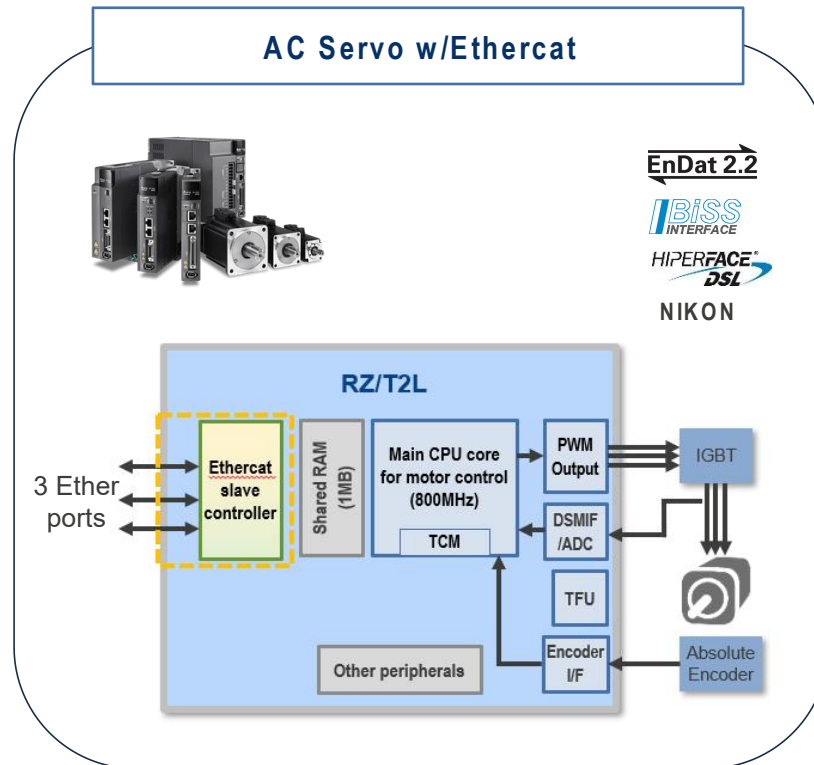 AC Servo w/Ethercat
EnDat 2.2
BiSS
INTERFACE
HIPERFACE®
DSL
NIKON
RZ/T2L
3 Ether
ports
Ethercat
slave
controller
Shared RAM
(1MB)
Main CPU core
for motor control
(800MHz)
TCM
PWM
Output
IGBT
DSMIF
/ADC
TFU
Encoder
I/F
Absolute
Encoder
Other peripherals